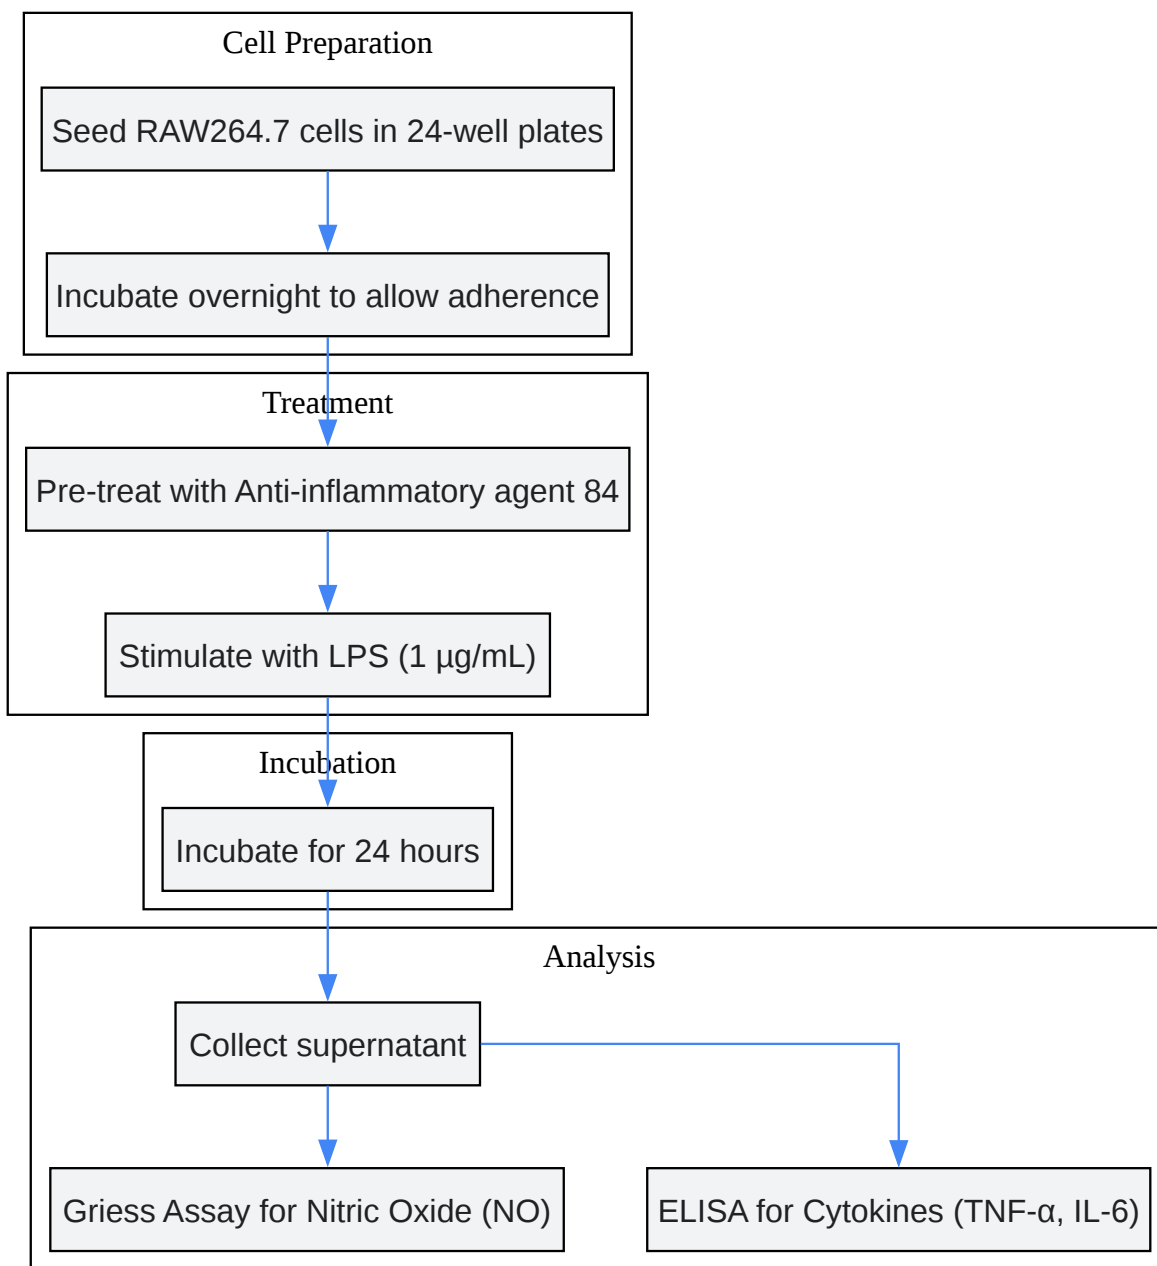 Cell Preparation
Seed RAW264.7 cells in 24-well plates
Incubate overnight to allow adherence
Treatment
Pre-treat with Anti-inflammatory agent 84
Stimulate with LPS (1 µg/mL)
Incubation
Incubate for 24 hours
Analysis
Collect supernatant
Griess Assay for Nitric Oxide (NO)
ELISA for Cytokines (TNF-α, IL-6)